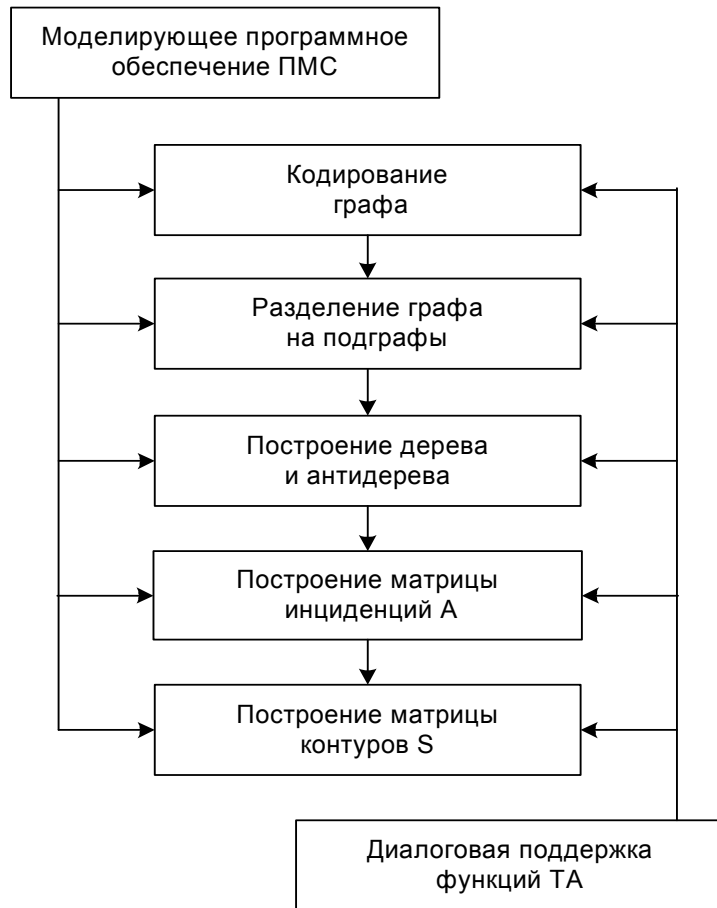 Моделирующее программное
обеспечение ПМС
Кодирование
графа
Разделение графа
на подграфы
Построение дерева
и антидерева
Построение матрицы
инциденций А
Построение матрицы
контуров S
Диалоговая поддержка
функций ТА